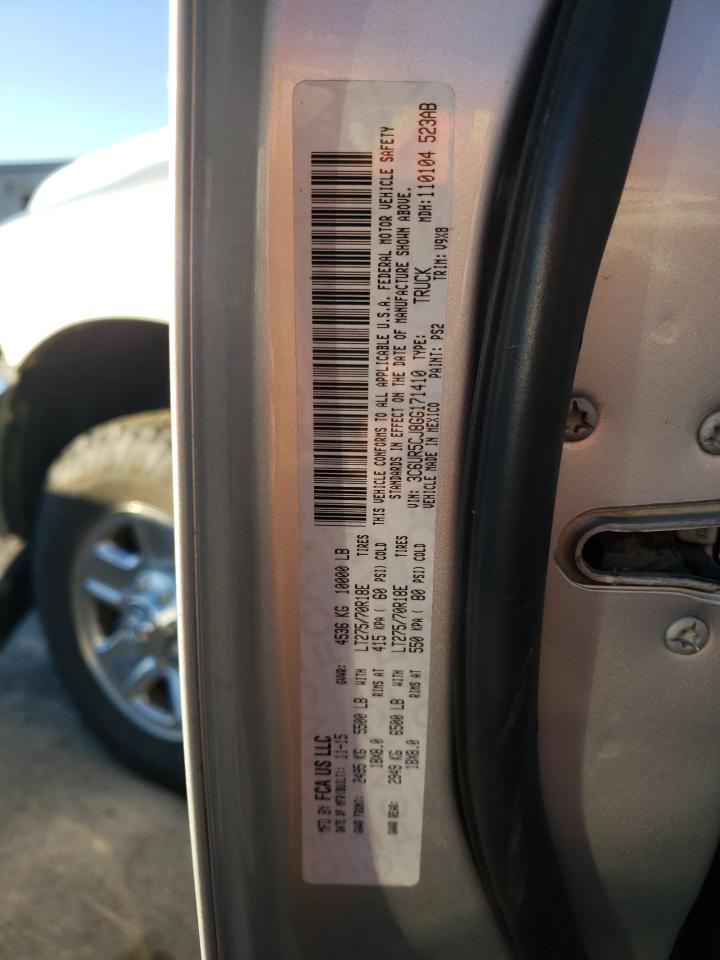 MFD BY FCA US LLC
DATE OF MFR(BUILT): 11-15 GVWR: 4536 KG 10000 LB
GAWR FRONT: 2495 KG 5500 LB WITH LT275/70R18E TIRES
18X8.0 RIMS AT 415 KPA ( 60 PSI) COLD
GAWR REAR: 2949 KG 6500 LB WITH LT275/70R18E TIRES
18X8.0 RIMS AT 550 KPA ( 80 PSI) COLD
THIS VEHICLE CONFORMS TO ALL APPLICABLE U.S.A. FEDERAL MOTOR VEHICLE SAFETY
STANDARDS IN EFFECT ON THE DATE OF MANUFACTURE SHOWN ABOVE.
VIN: 3C6UR5CJ8GG171410 TYPE: TRUCK MDH: 110104 523AB
VEHICLE MADE IN MEXICO PAINT: PS2 TRIM: V9X8